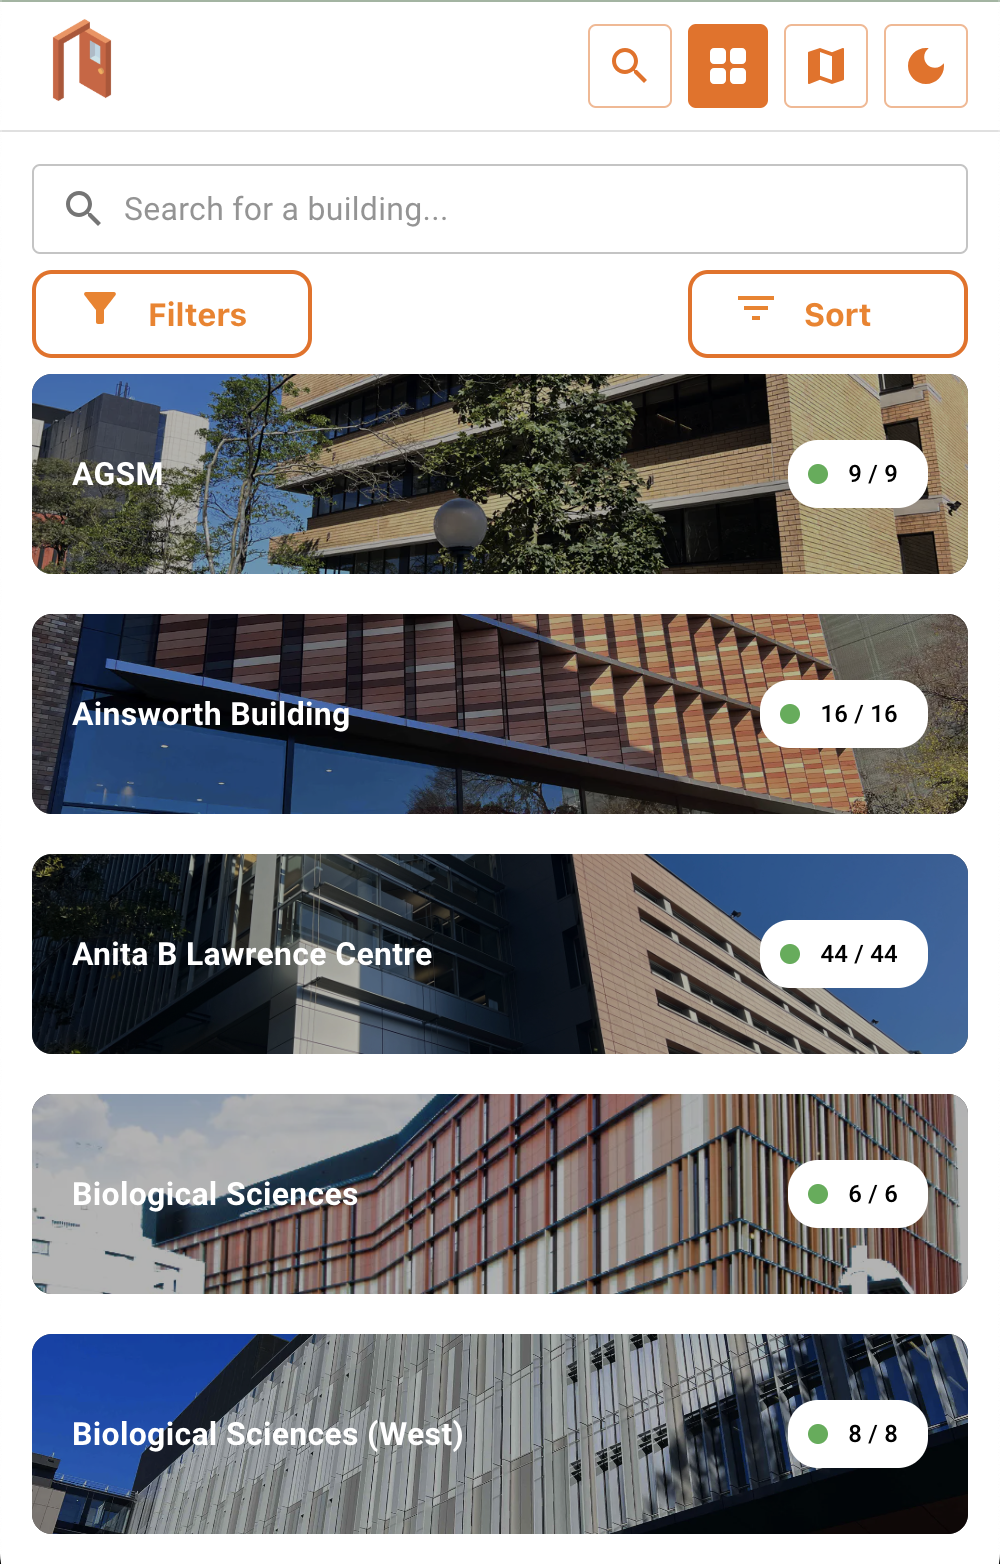 Search for a building...
Filters
Sort
AGSM
9 / 9
Ainsworth Building
16 / 16
Anita B Lawrence Centre
44 / 44
Biological Sciences
6 / 6
Biological Sciences (West)
8 / 8